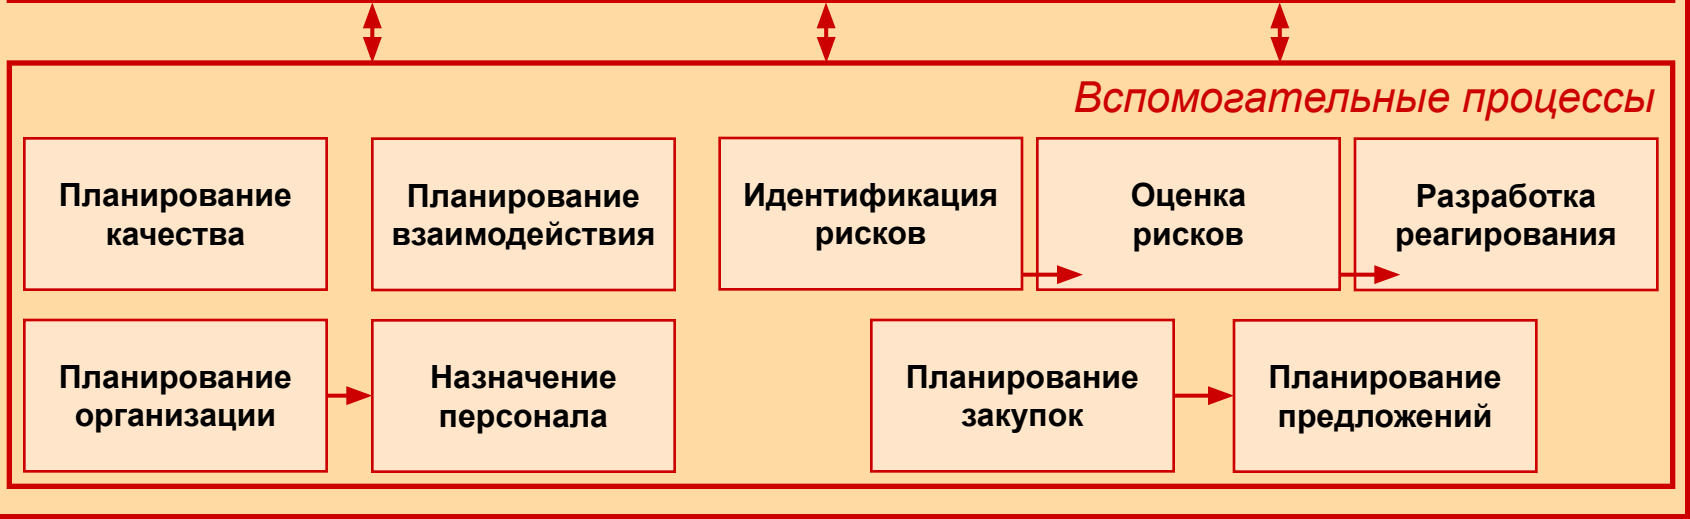 Вспомогательные процессы
Планирование
качества
Планирование
взаимодействия
Идентификация
рисков
Оценка
рисков
Разработка
реагирования
Планирование
организации
Назначение
персонала
Планирование
закупок
Планирование
предложений